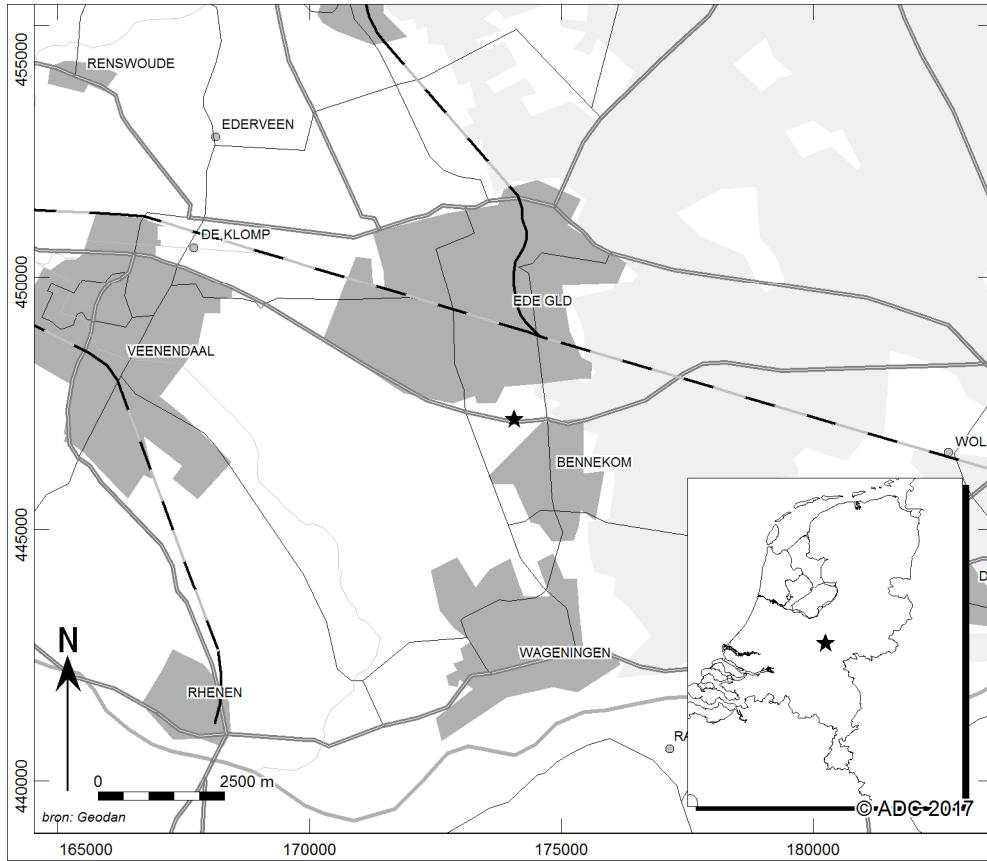 455000
450000
445000
440000
RENSWOUDE
EDERVEEN
DE KLOMP
EDE GLD
VEENENDAAL
BENNEKOM
WOL
D
WAGENINGEN
RHENEN
RA
N
0 2500 m
bron: Geodan
© ADC 2017
165000 170000 175000 180000